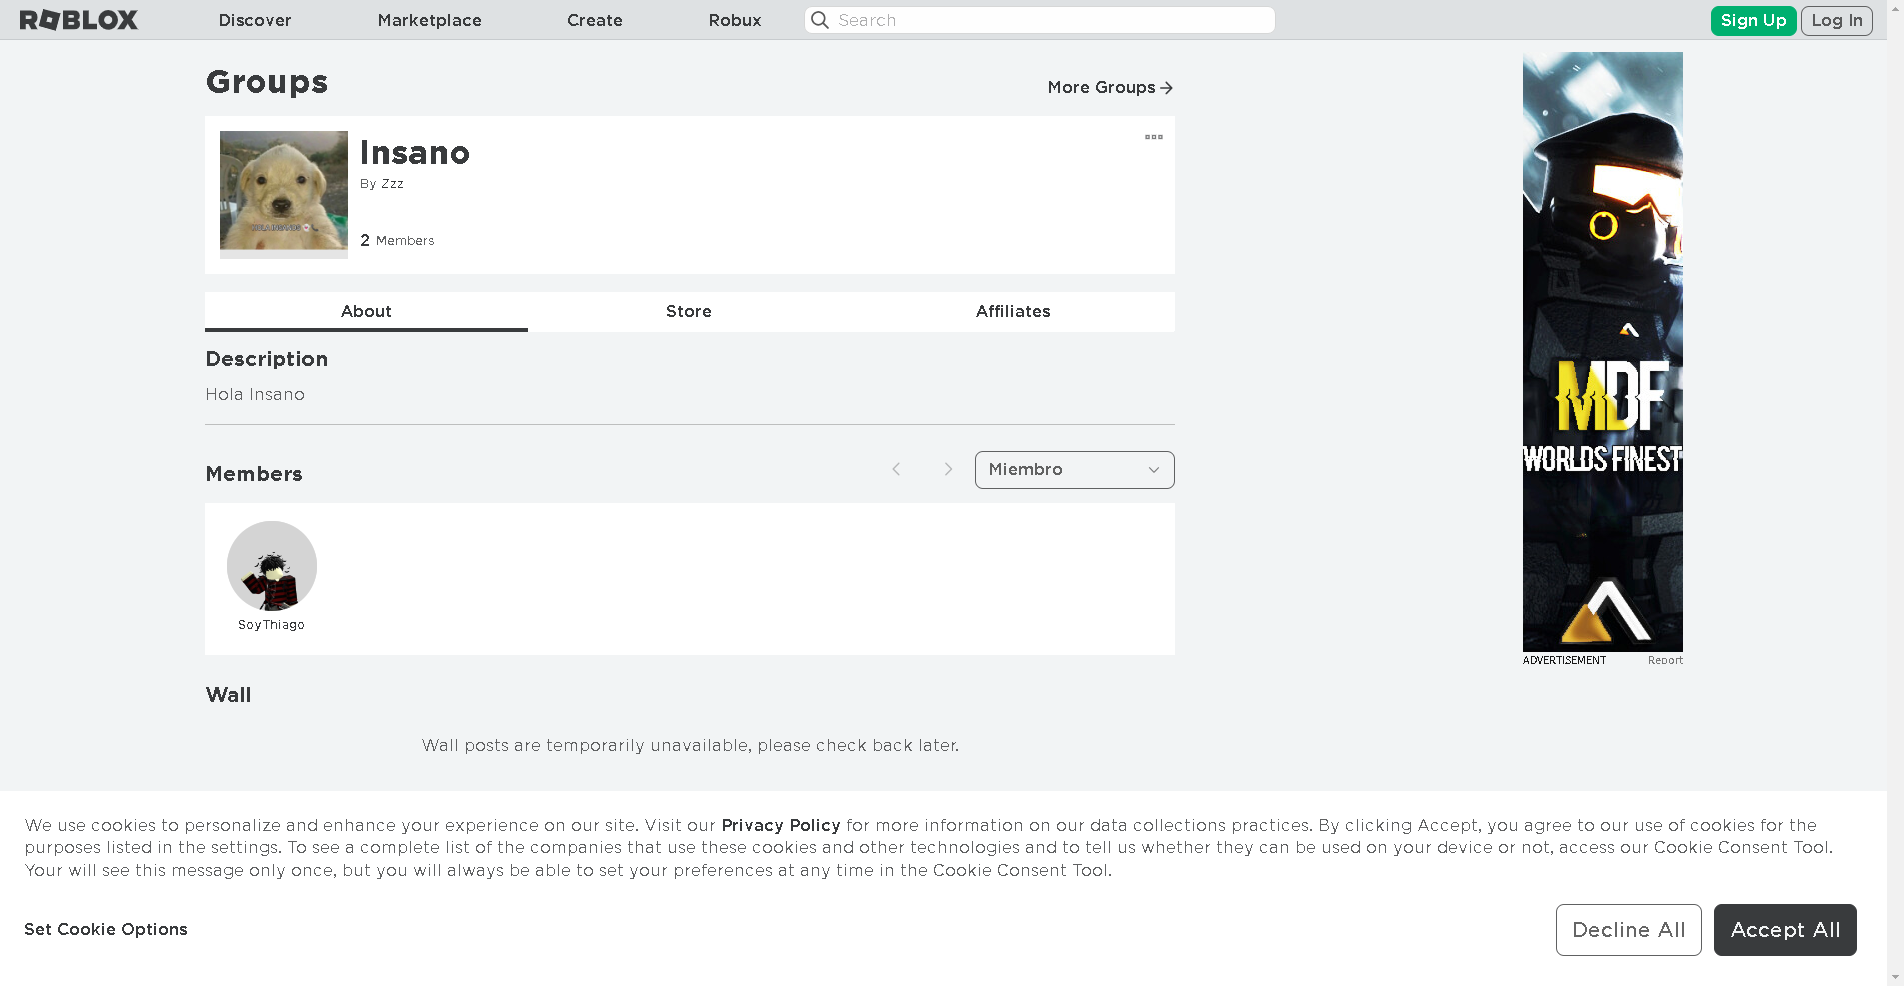 ROBLOX
Discover
Marketplace
Create
Robux
Search
Sign Up
Log In
Groups
More Groups
Insano
By Zzz
2 Members
About
Store
Affiliates
Description
Hola Insano
Members
Miembro
SoyThiago
Wall
Wall posts are temporarily unavailable, please check back later.
MDF
WORLDS FINEST
ADVERTISEMENT
Report
We use cookies to personalize and enhance your experience on our site. Visit our Privacy Policy for more information on our data collections practices. By clicking Accept, you agree to our use of cookies for the
purposes listed in the settings. To see a complete list of the companies that use these cookies and other technologies and to tell us whether they can be used on your device or not, access our Cookie Consent Tool.
Your will see this message only once, but you will always be able to set your preferences at any time in the Cookie Consent Tool.
Set Cookie Options
Decline All
Accept All